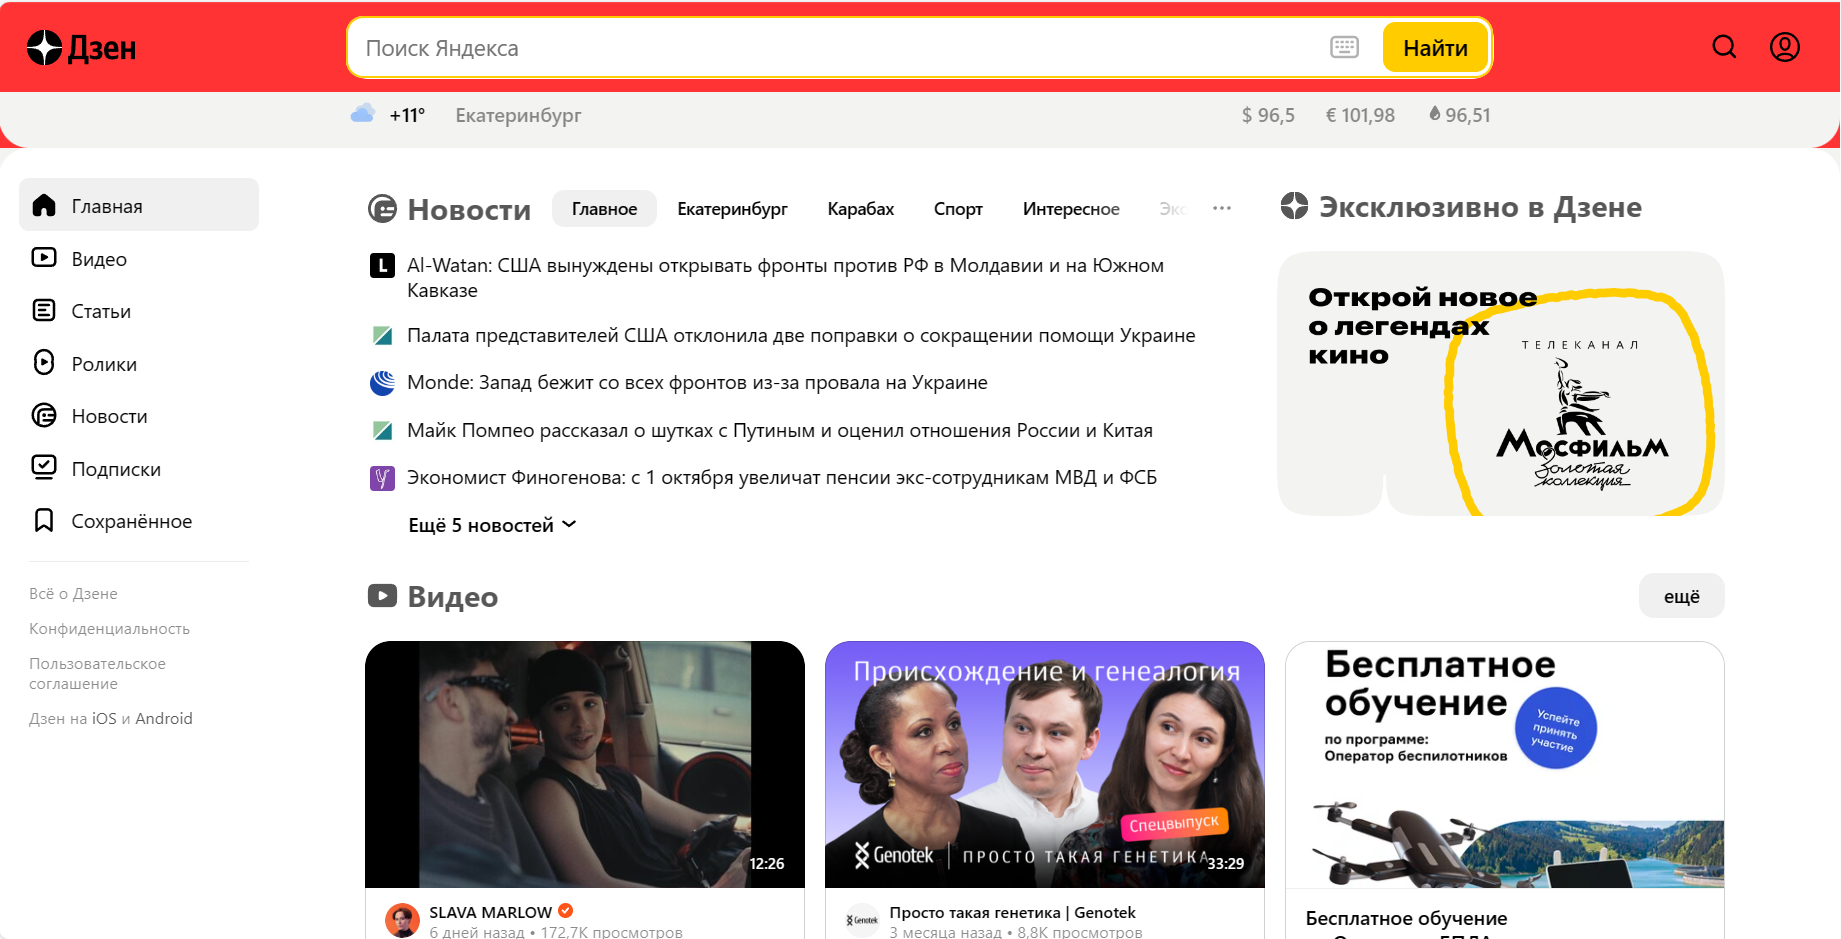 Дзен
Поиск Яндекса
Найти
+11°
Екатеринбург
$ 96,5
€ 101,98
96,51
Главная
Видео
Статьи
Ролики
Новости
Подписки
Сохранённое
Всё о Дзене
Конфиденциальность
Пользовательское
соглашение
Дзен на iOS и Android
Новости
Главное
Екатеринбург
Карабах
Спорт
Интересное
Экс
Al-Watan: США вынуждены открывать фронты против РФ в Молдавии и на Южном
Кавказе
Палата представителей США отклонила две поправки о сокращении помощи Украине
Monde: Запад бежит со всех фронтов из-за провала на Украине
Майк Помпео рассказал о шутках с Путиным и оценил отношения России и Китая
Экономист Финогенова: с 1 октября увеличат пенсии экс-сотрудникам МВД и ФСБ
Ещё 5 новостей
Эксклюзивно в Дзене
Открой новое
о легендах
кино
ТЕЛЕКАНАЛ
Мосфильм
Золотая
коллекция
Видео
ещё
12:26
SLAVA MARLOW
6 дней назад • 172,7K просмотров
Происхождение и генеалогия
Спецвыпуск
Genotek
ПРОСТО ТАКАЯ ГЕНЕТИКА
33:29
Genotek
Просто такая генетика | Genotek
3 месяца назад • 8,8K просмотров
Бесплатное
обучение
Успейте
принять
участие
по программе:
Оператор беспилотников
Бесплатное обучение